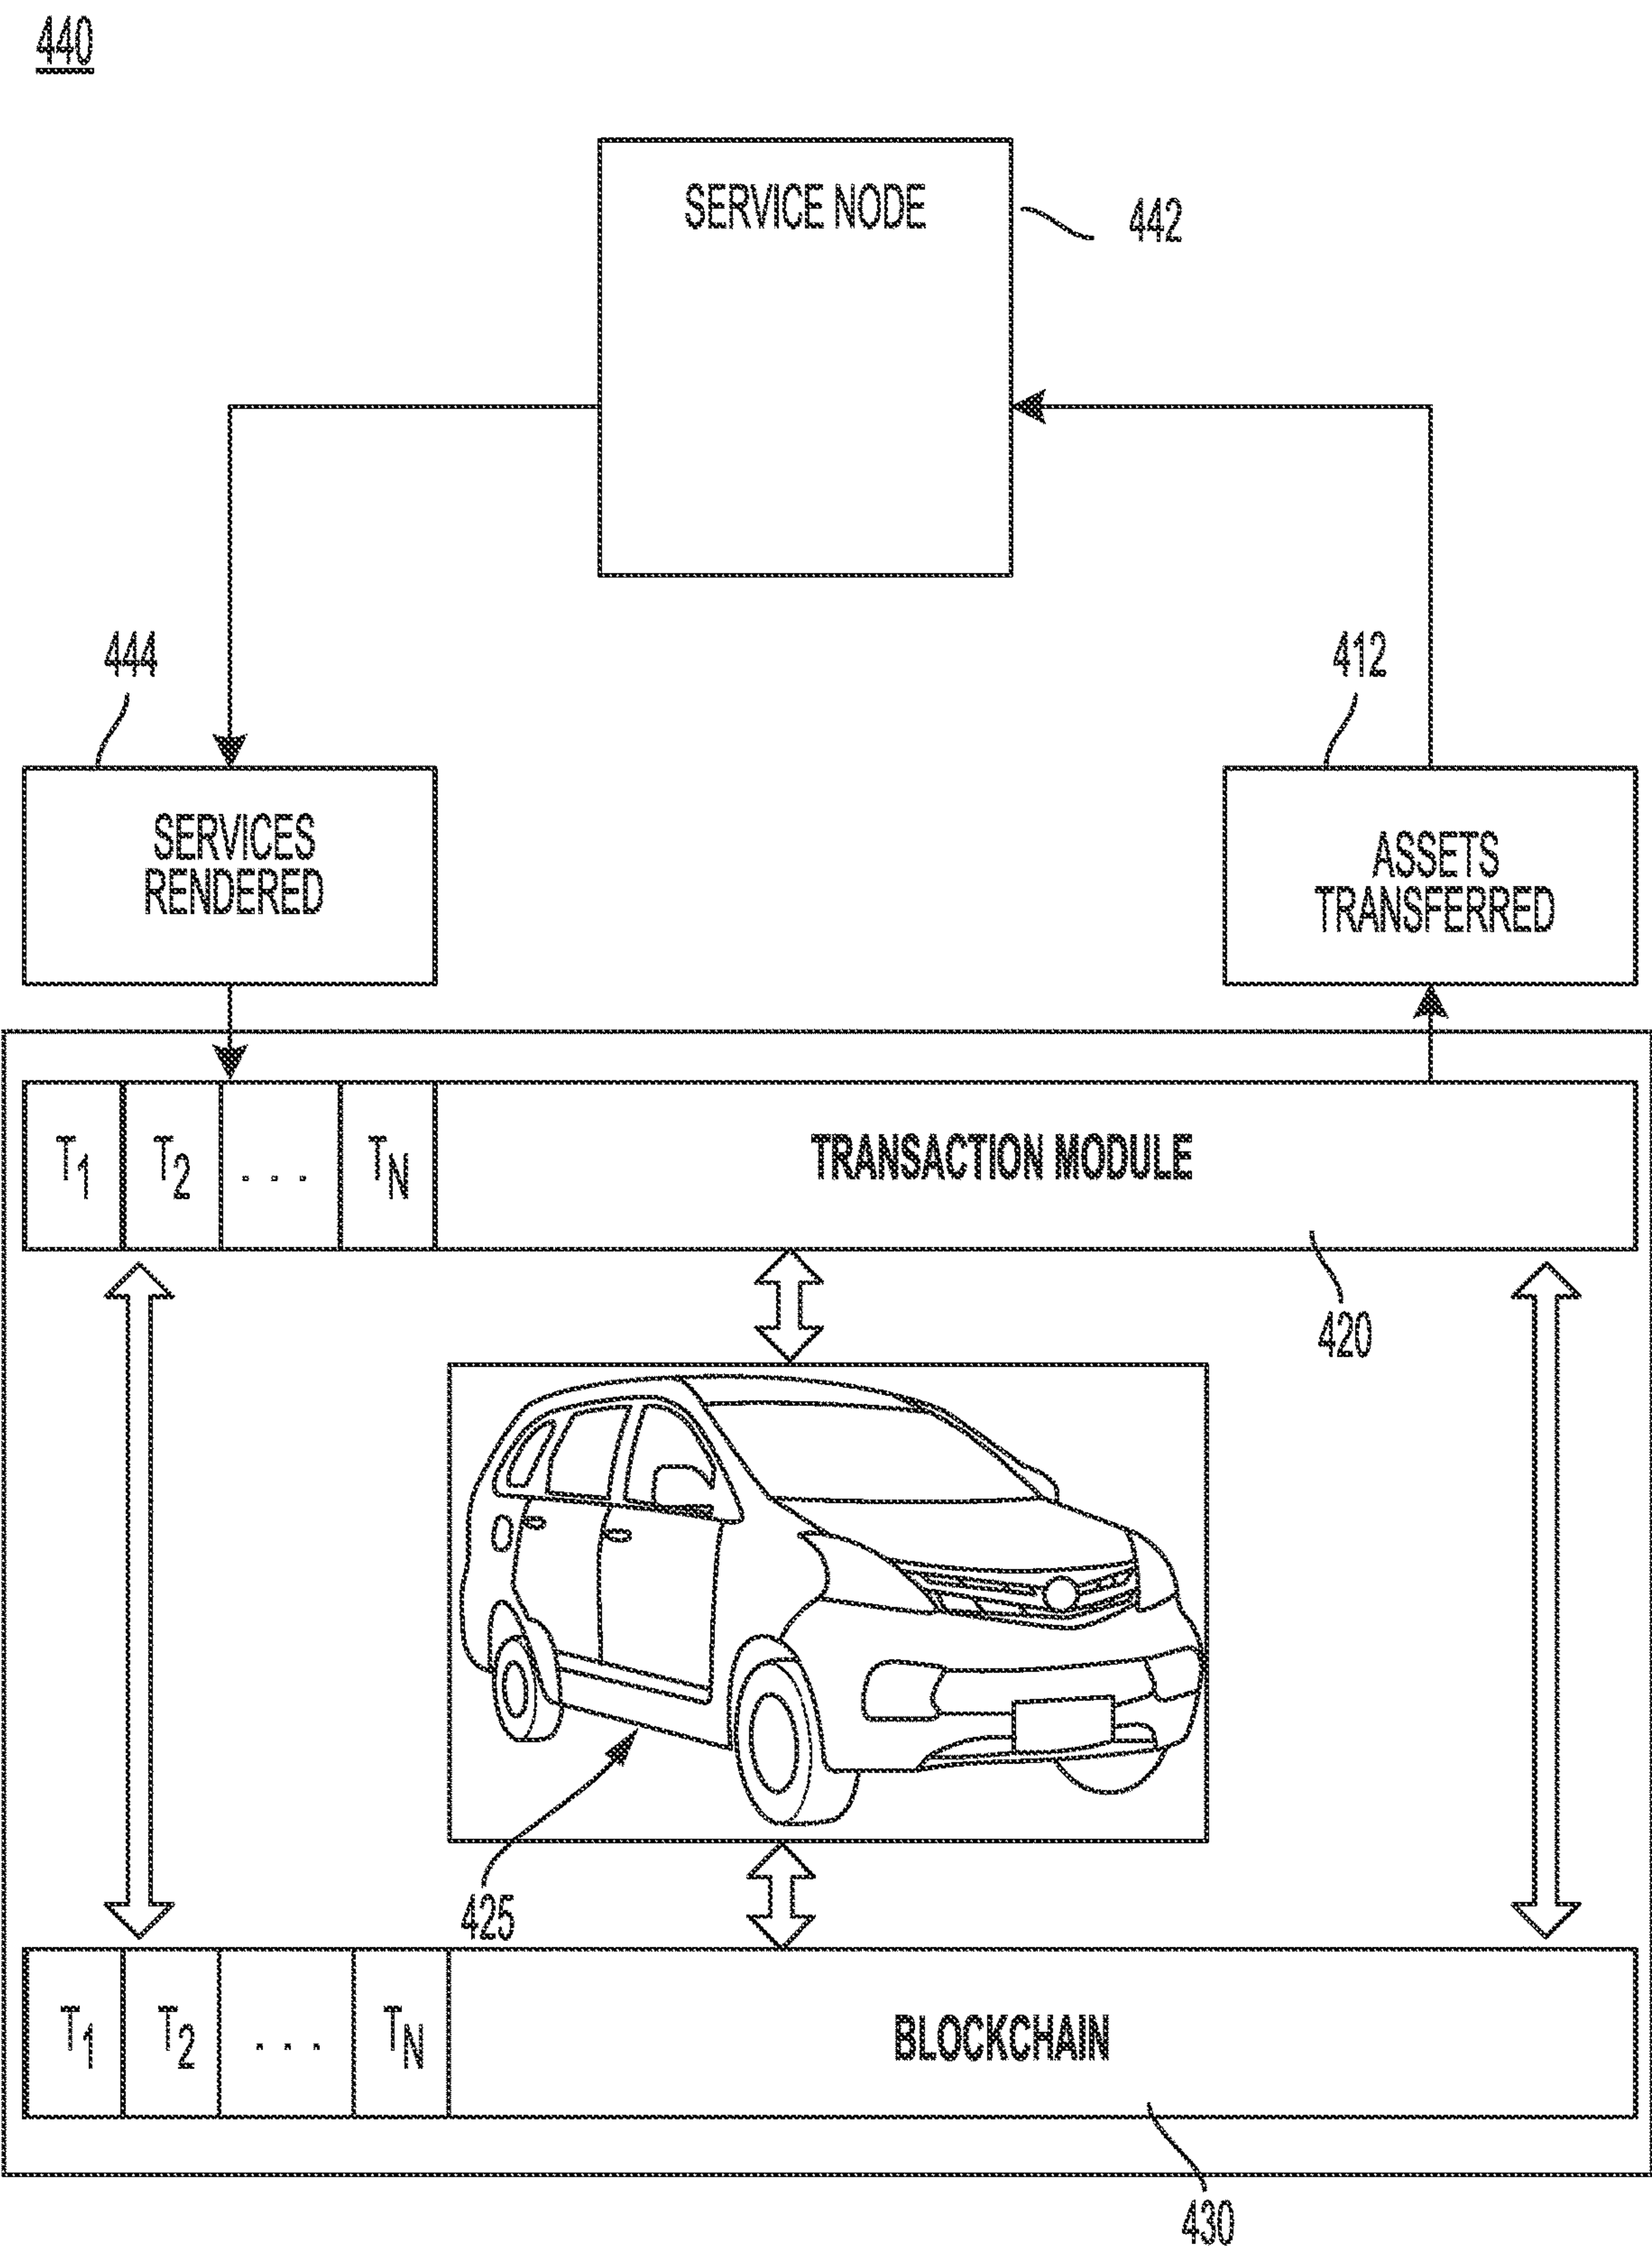 440
SERVICE NODE
442
444
412
SERVICES
RENDERED
ASSETS
TRANSFERRED
T1 T2 . . . TN TRANSACTION MODULE
420
425
T1 T2 . . . TN BLOCKCHAIN
430